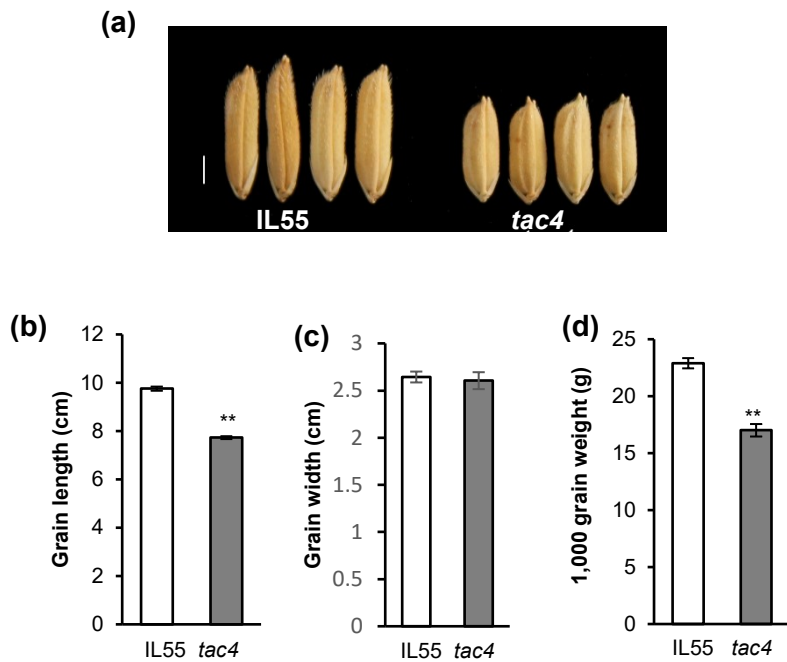 (a)
IL55 tac4
(b)
Grain length (cm)
12
10
8
6
4
2
0
**
IL55 tac4
(c)
Grain width (cm)
3
2.5
2
1.5
1
0.5
0
IL55 tac4
(d)
1,000 grain weight (g)
25
20
15
10
5
0
**
IL55 tac4